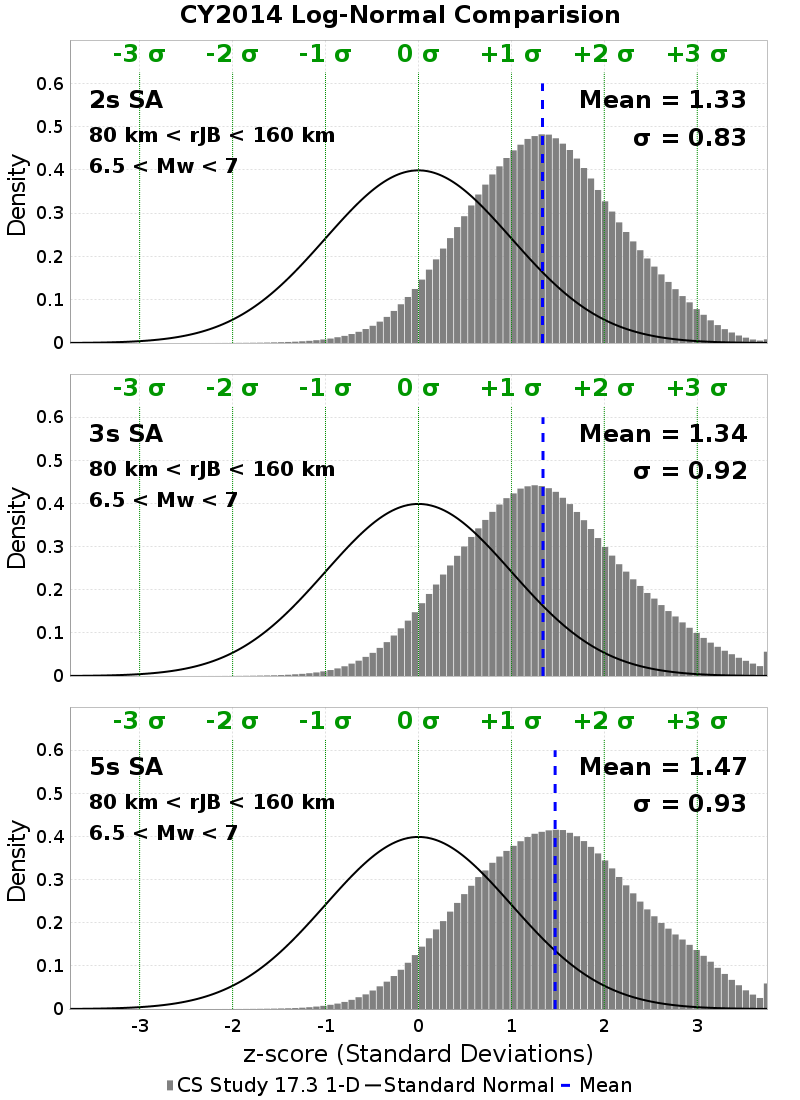 CY2014 Log-Normal Comparision
-3 σ -2 σ -1 σ 0 σ +1 σ +2 σ +3 σ
0.6
2s SA Mean = 1.33
0.5
80 km < rJB < 160 km σ = 0.83
6.5 < Mw < 7
0.4
0.3
Density
0.2
0.1
0
-3 σ -2 σ -1 σ 0 σ +1 σ +2 σ +3 σ
0.6
3s SA Mean = 1.34
0.5
80 km < rJB < 160 km σ = 0.92
6.5 < Mw < 7
0.4
0.3
Density
0.2
0.1
0
-3 σ -2 σ -1 σ 0 σ +1 σ +2 σ +3 σ
0.6
5s SA Mean = 1.47
0.5
80 km < rJB < 160 km σ = 0.93
6.5 < Mw < 7
0.4
0.3
Density
0.2
0.1
0
-3 -2 -1 0 1 2 3
z-score (Standard Deviations)
CS Study 17.3 1-D Standard Normal Mean